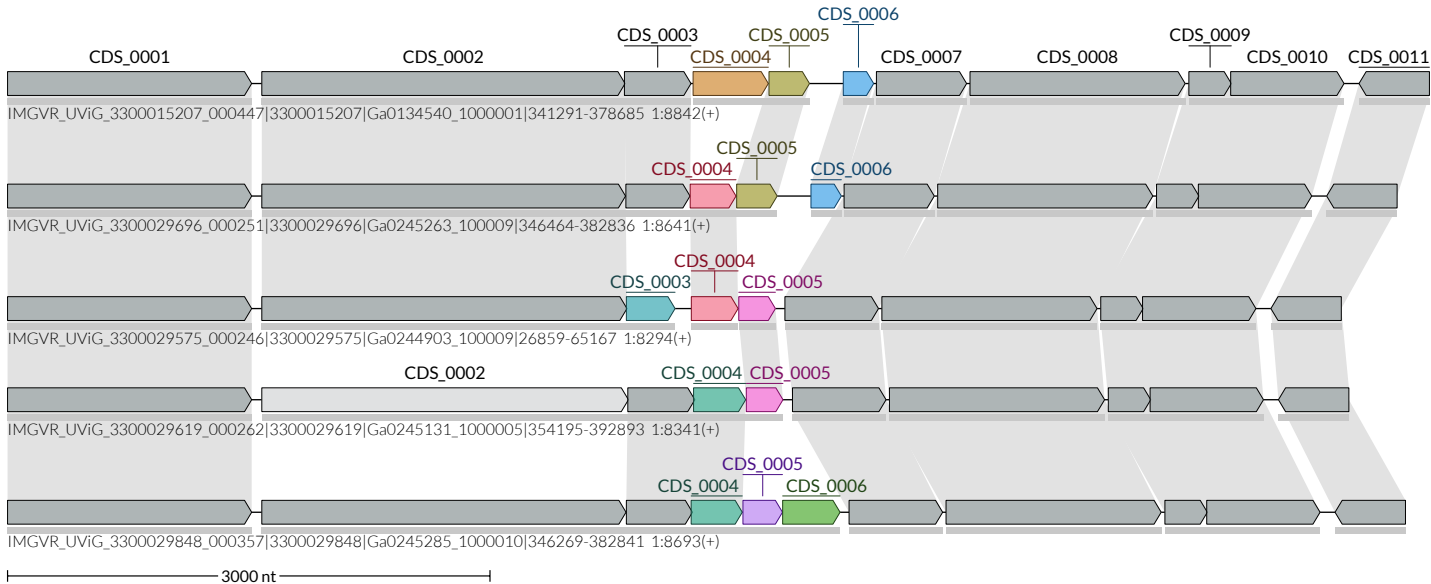 CDS_0006
CDS_0003 CDS_0005 CDS_0009
CDS_0001 CDS_0002 CDS_0004 CDS_0007 CDS_0008 CDS_0010 CDS_0011
IMGVR_UViG_3300015207_000447|3300015207|Ga0134540_1000001|341291-378685 1:8842(+)
CDS_0005
CDS_0004 CDS_0006
IMGVR_UViG_3300029696_000251|3300029696|Ga0245263_100009|346464-382836 1:8641(+)
CDS_0004
CDS_0003 CDS_0005
IMGVR_UViG_3300029575_000246|3300029575|Ga0244903_100009|26859-65167 1:8294(+)
CDS_0002 CDS_0004 CDS_0005
IMGVR_UViG_3300029619_000262|3300029619|Ga0245131_1000005|354195-392893 1:8341(+)
CDS_0005
CDS_0004 CDS_0006
IMGVR_UViG_3300029848_000357|3300029848|Ga0245285_1000010|346269-382841 1:8693(+)
3000 nt